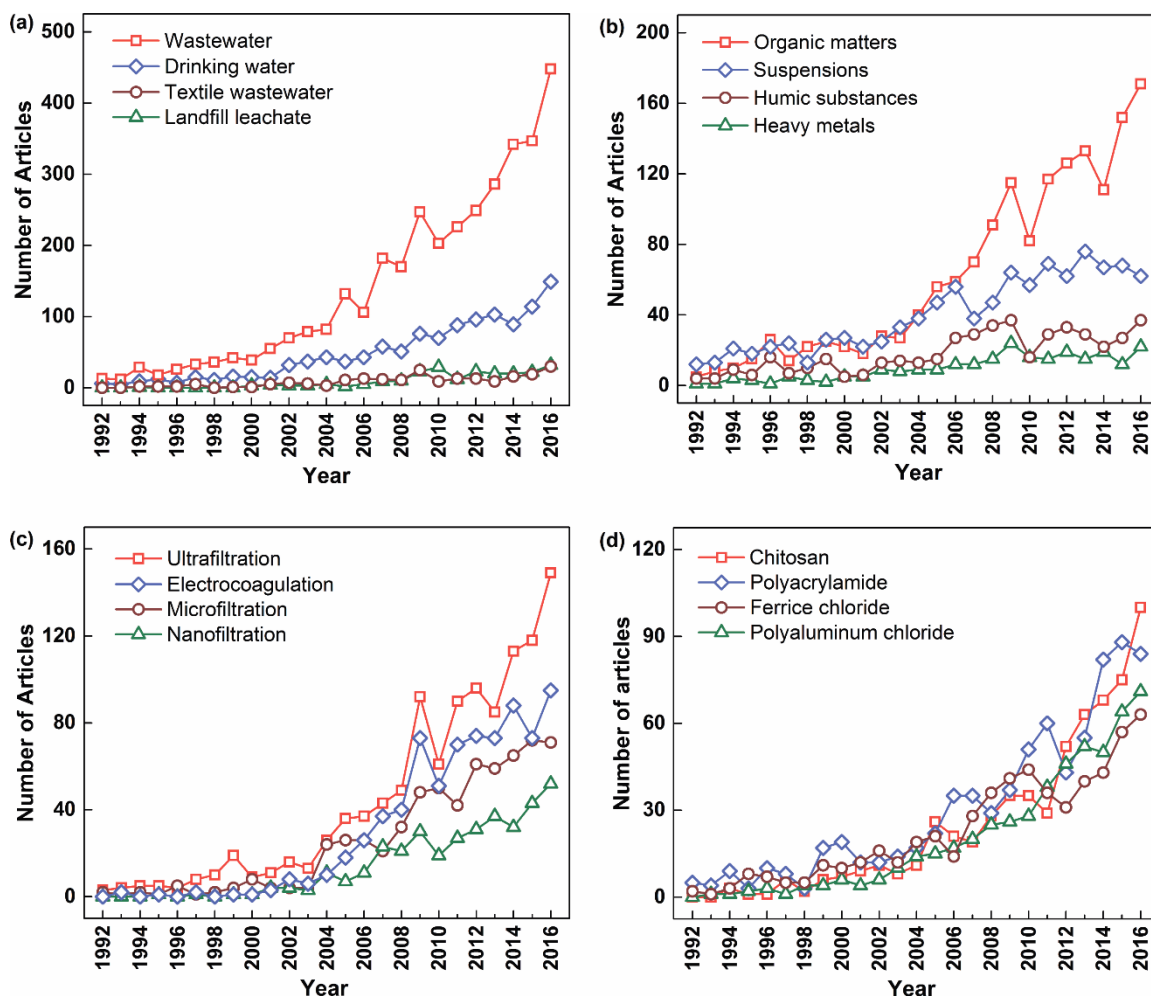 (a)
500
400
300
200
100
0
Number of Articles
Wastewater
Drinking water
Textile wastewater
Landfill leachate
1992
1994
1996
1998
2000
2002
2004
2006
2008
2010
2012
2014
2016
Year
(b)
200
160
120
80
40
0
Number of Articles
Organic matters
Suspensions
Humic substances
Heavy metals
1992
1994
1996
1998
2000
2002
2004
2006
2008
2010
2012
2014
2016
Year
(c)
160
120
80
40
0
Number of Articles
Ultrafiltration
Electrocoagulation
Microfiltration
Nanofiltration
1992
1994
1996
1998
2000
2002
2004
2006
2008
2010
2012
2014
2016
Year
(d)
120
90
60
30
0
Number of articles
Chitosan
Polyacrylamide
Ferrice chloride
Polyaluminum chloride
1992
1994
1996
1998
2000
2002
2004
2006
2008
2010
2012
2014
2016
Year